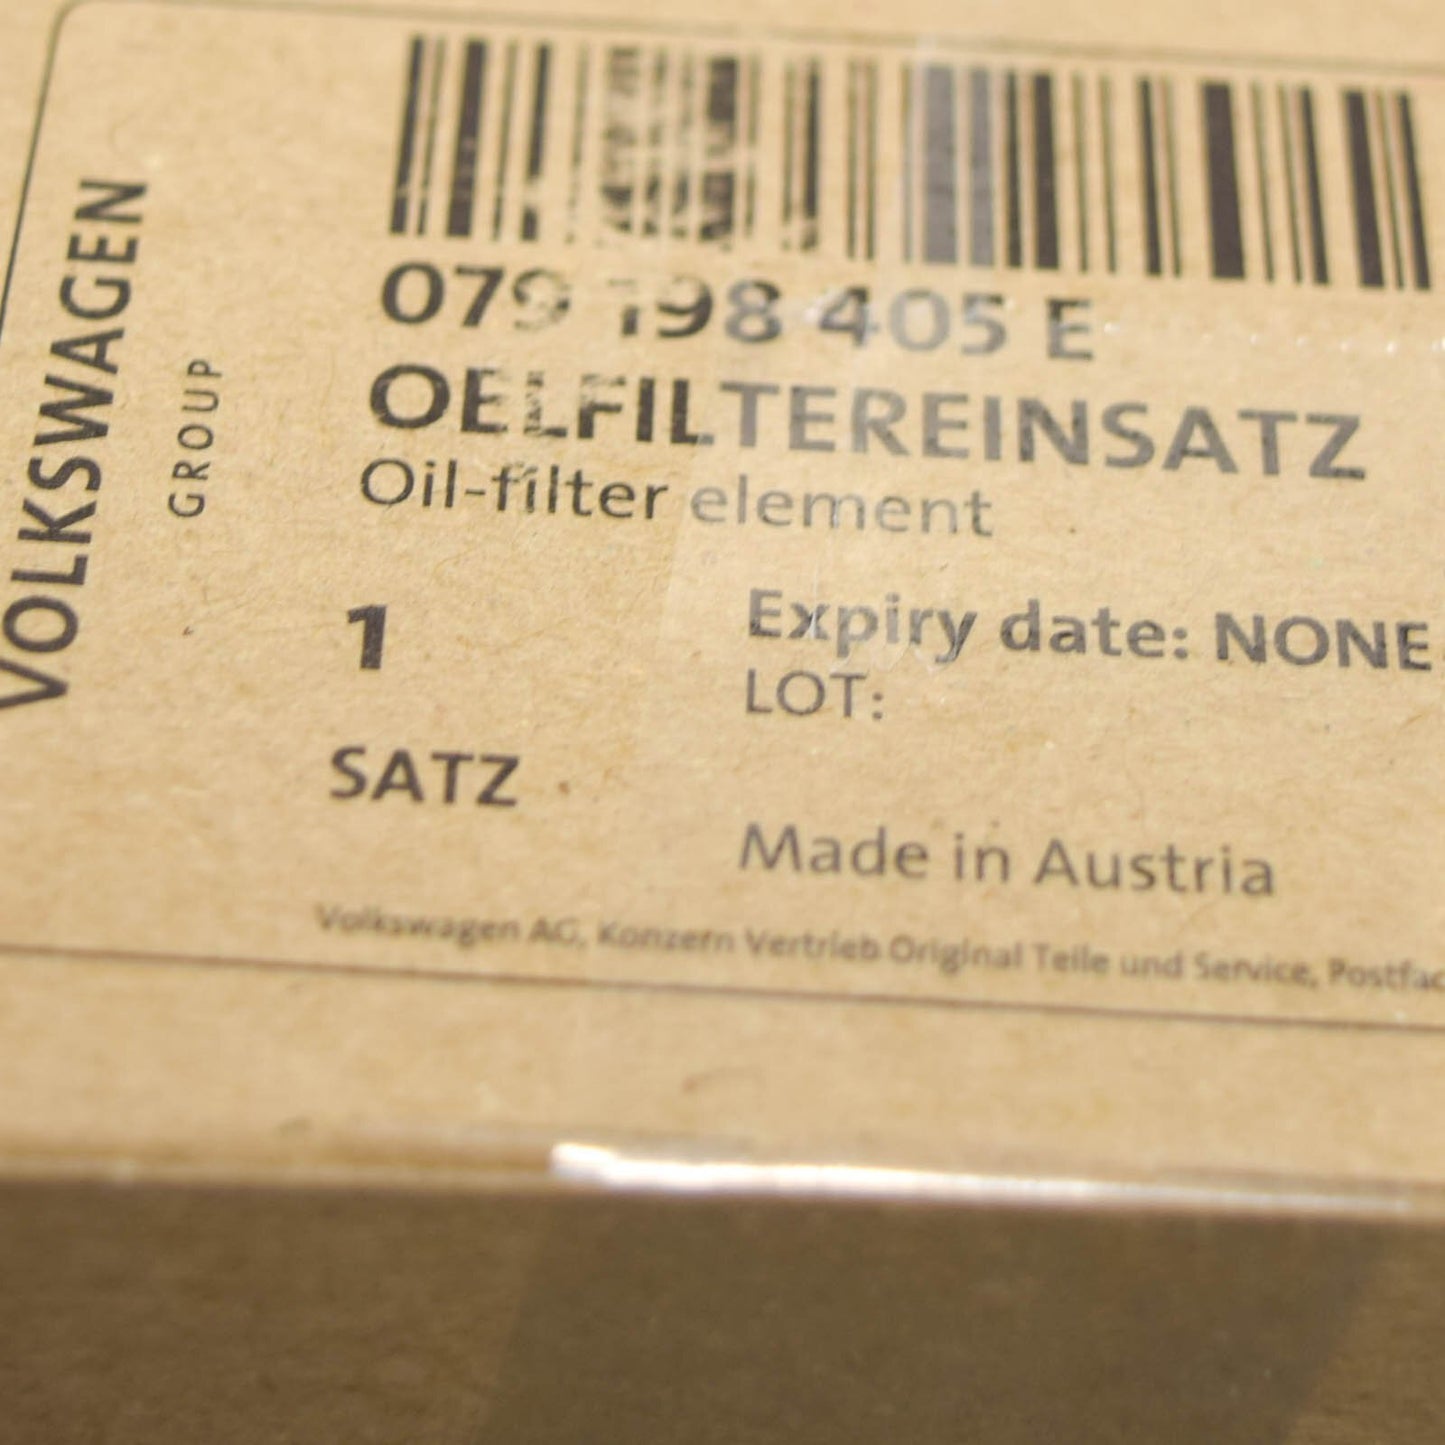 VOLKSWAGEN
GROUP
079 198 405 E
OELFILTEREINSATZ
Oil-filter element
1
Expiry date: NONE
LOT:
SATZ
Made in Austria
Volkswagen AG, Konzern Vertrieb Original Teile und Service, Postfac